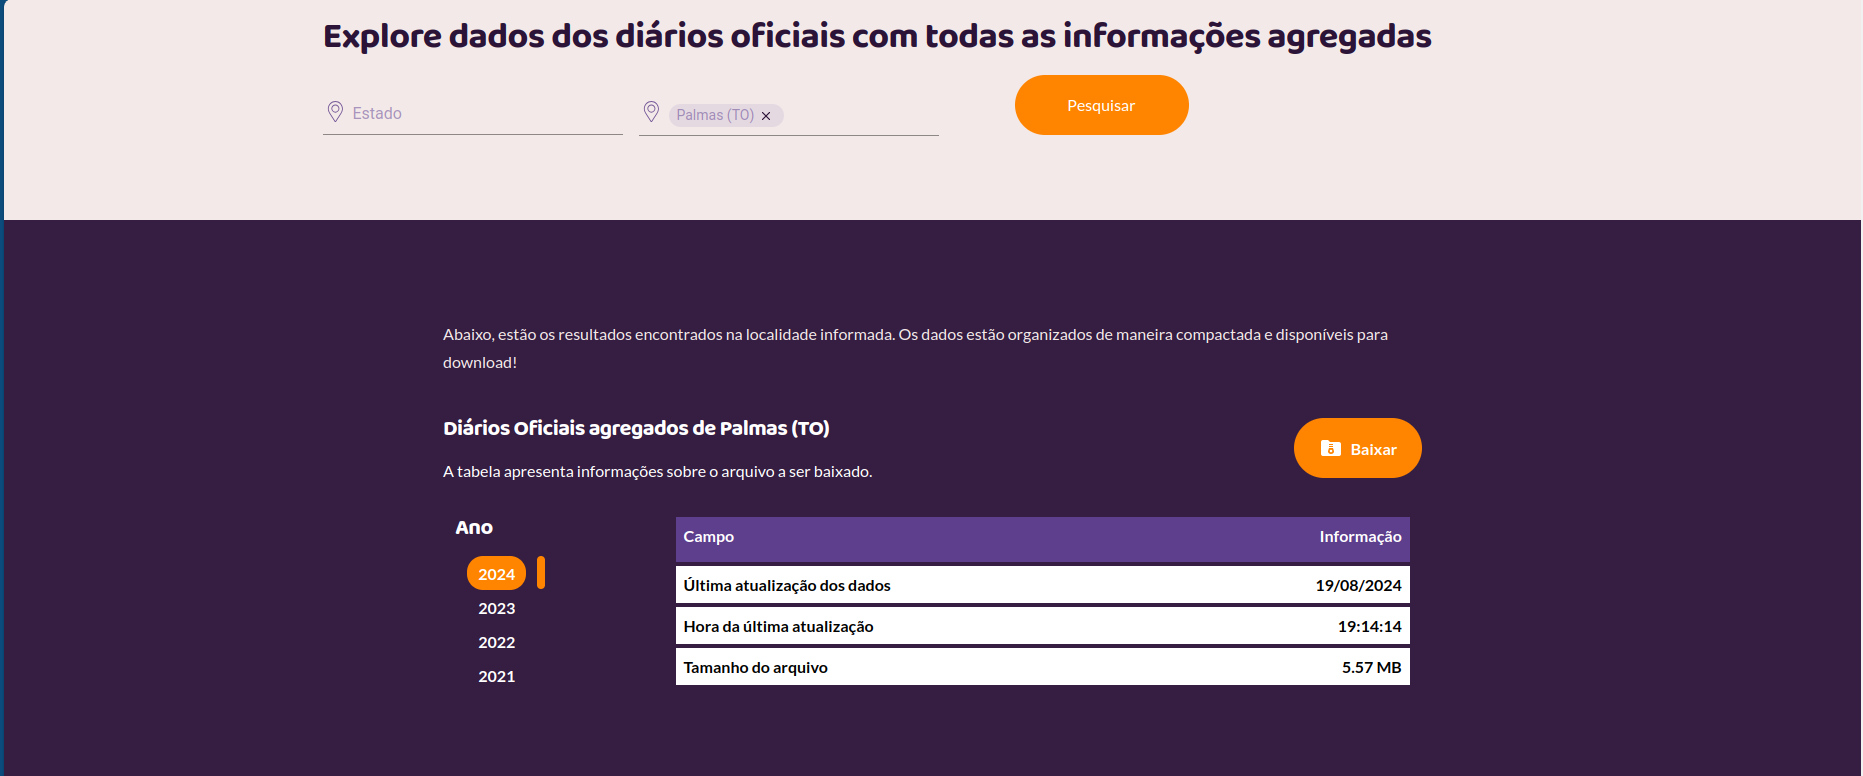 Explore dados dos diários oficiais com todas as informações agregadas
Estado
Palmas (TO)
Pesquisar
Abaixo, estão os resultados encontrados na localidade informada. Os dados estão organizados de maneira compactada e disponíveis para
download!
Diários Oficiais agregados de Palmas (TO)
Baixar
A tabela apresenta informações sobre o arquivo a ser baixado.
Ano
2024
2023
2022
2021
Campo Informação
Última atualização dos dados 19/08/2024
Hora da última atualização 19:14:14
Tamanho do arquivo 5.57 MB